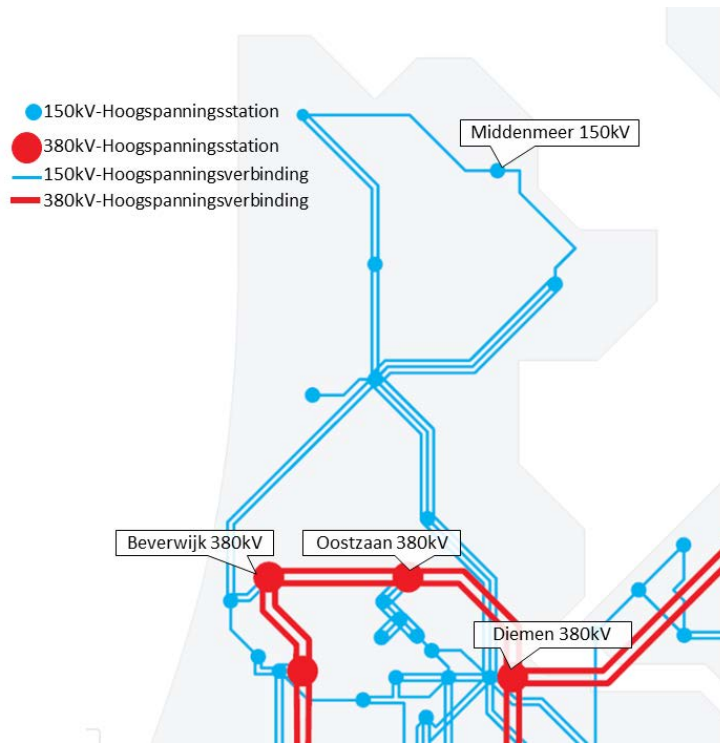 150kV-Hoogspanningsstation
380kV-Hoogspanningsstation
150kV-Hoogspanningsverbinding
380kV-Hoogspanningsverbinding
Middenmeer 150kV
Beverwijk 380kV
Oostzaan 380kV
Diemen 380kV